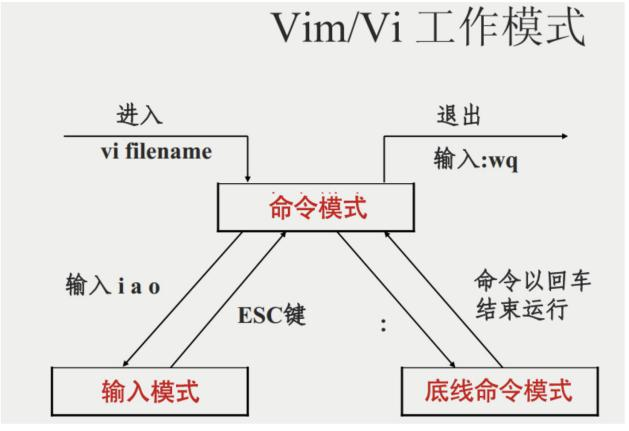 Vim/Vi 工作模式
进入
退出
vi filename
输入:wq
命令模式
输入 i a o
ESC键
:
命令以回车
结束运行
输入模式
底线命令模式